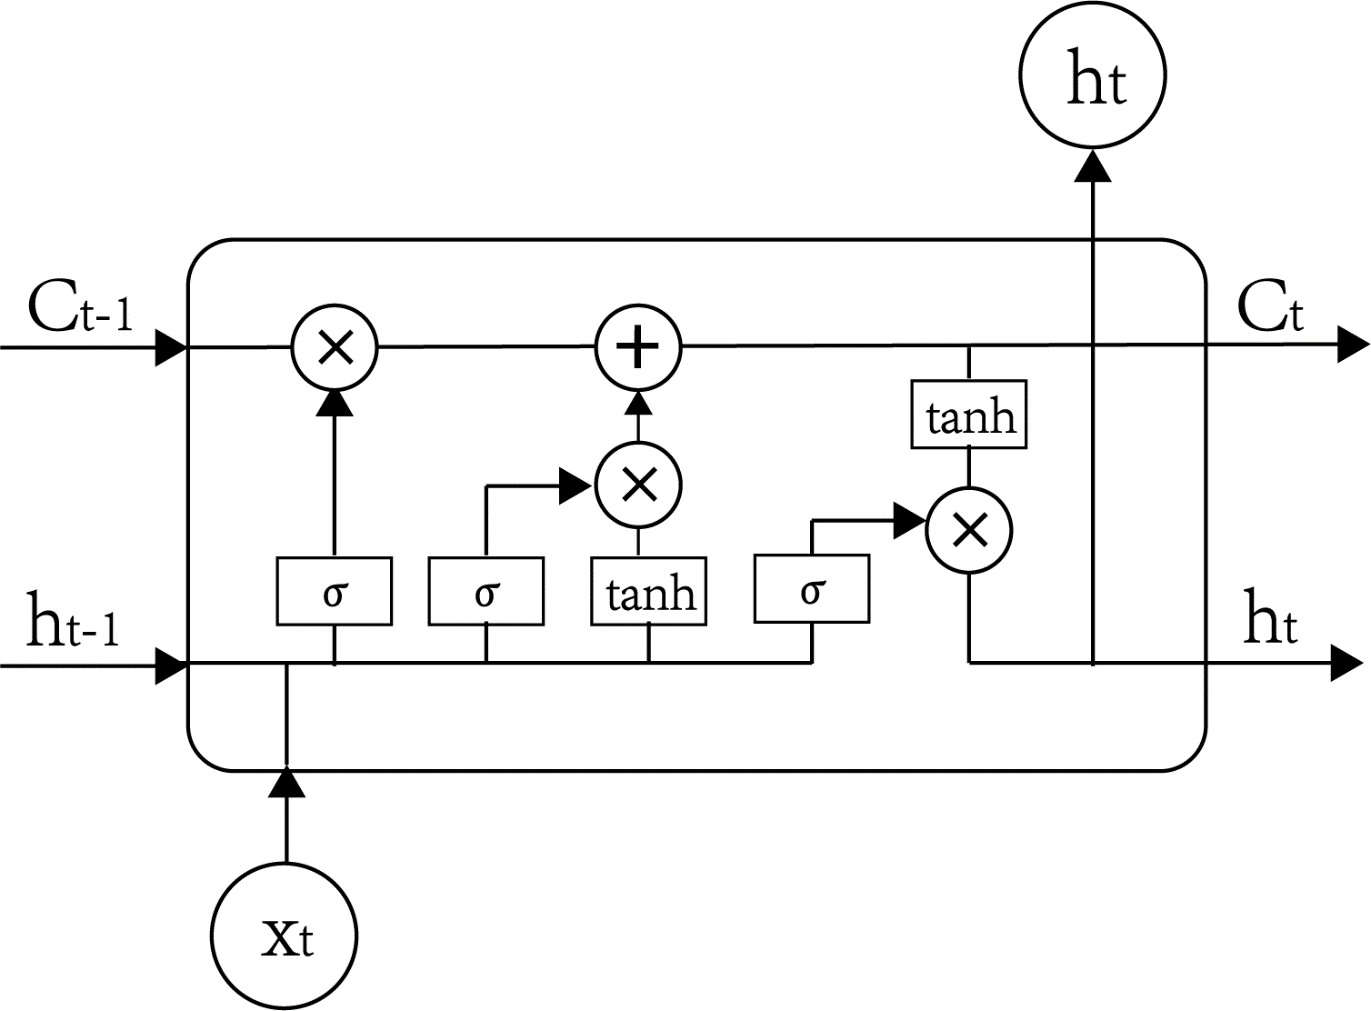 ht
Ct-1
Ct
×
+
tanh
×
×
σ
σ
tanh
σ
ht-1
ht
xt